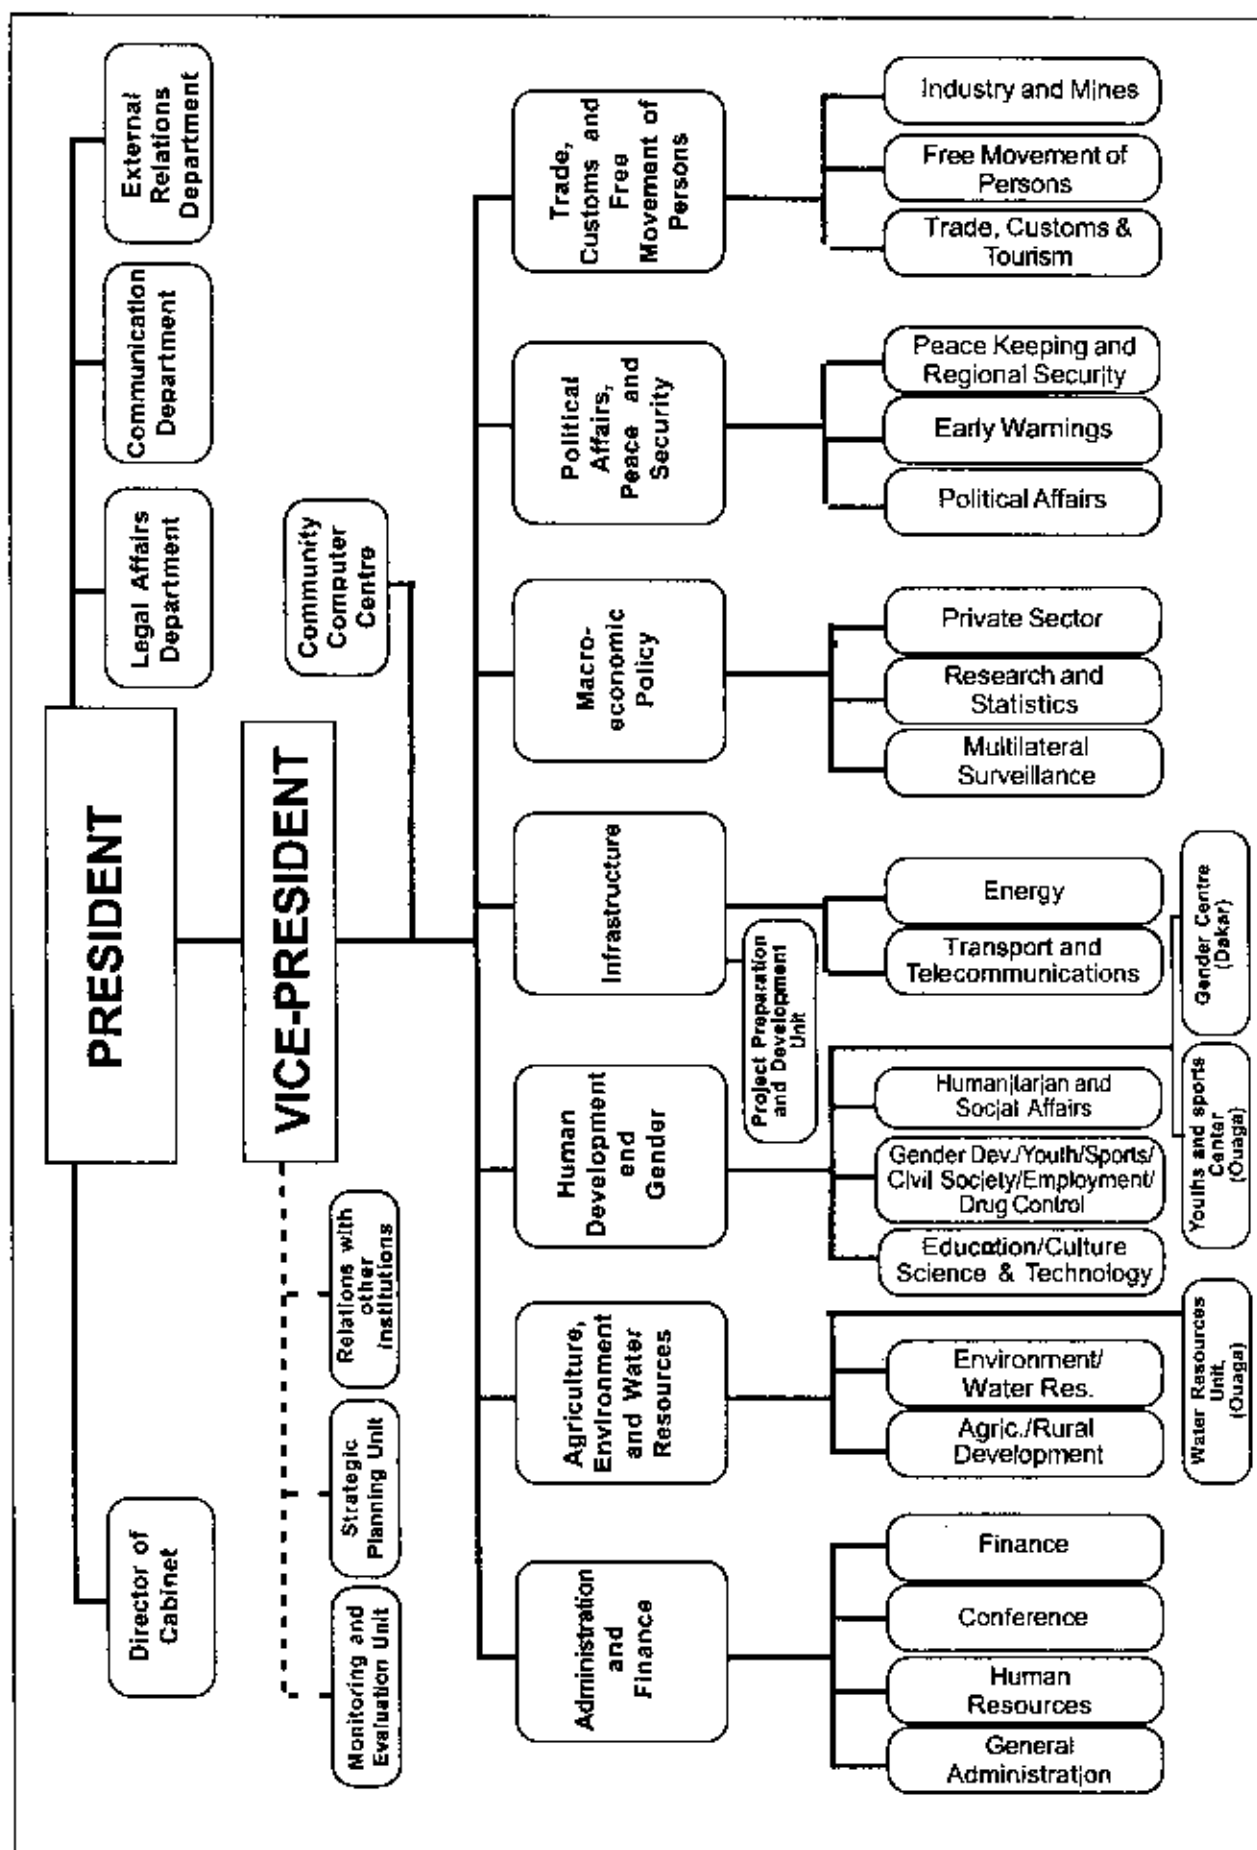 PRESIDENT
Director of
Cabinet
Legal Affairs
Department
Communication
Department
External
Relations
Department
VICE-PRESIDENT
Monitoring and
Evaluation Unit
Strategic
Planning Unit
Relations with
other
institutions
Community
Computer
Centre
Administration
and
Finance
Agriculture,
Environment
and Water
Resources
Human
Development
end
Gender
Infrastructure
Macro-
economic
Policy
Political
Affairs,
Peace and
Security
Trade,
Customs and
Free
Movement of
Persons
Project Preparation
and Development
Unit
General
Administration
Human
Resources
Conference
Finance
Agric./Rural
Development
Environment/
Water Res.
Water Resources
Unit,
(Ouaga)
Education/Culture
Science & Technology
Gender Dev./Youth/Sports/
Civil Society/Employment/
Drug Control
Humanitarian and
Social Affairs
Youths and sports
Center
(Ouaga)
Gender Centre
(Dakar)
Transport and
Telecommunications
Energy
Multilateral
Surveillance
Research and
Statistics
Private Sector
Political Affairs
Early Warnings
Peace Keeping and
Regional Security
Trade, Customs &
Tourism
Free Movement of
Persons
Industry and Mines